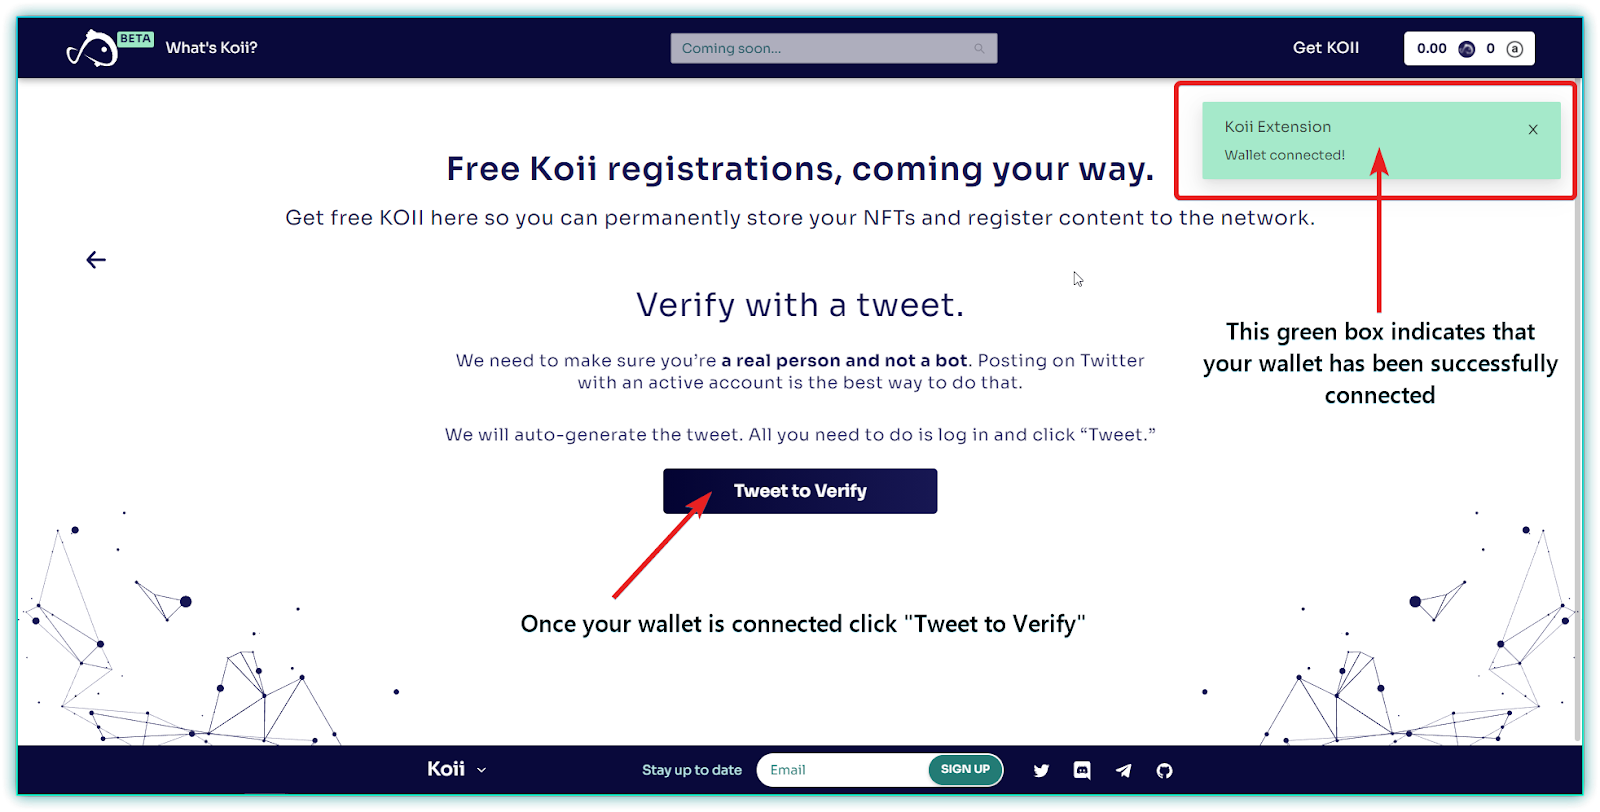 BETA
What's Koii?
Coming soon...
Get KOII
0.00 0 a
Koii Extension
X
Wallet connected!
Free Koii registrations, coming your way.
Get free KOII here so you can permanently store your NFTs and register content to the network.
Verify with a tweet.
This green box indicates that
your wallet has been successfully
connected
We need to make sure you’re a real person and not a bot. Posting on Twitter
with an active account is the best way to do that.
We will auto-generate the tweet. All you need to do is log in and click “Tweet.”
Tweet to Verify
Once your wallet is connected click "Tweet to Verify"
Koii
Stay up to date
Email
SIGN UP